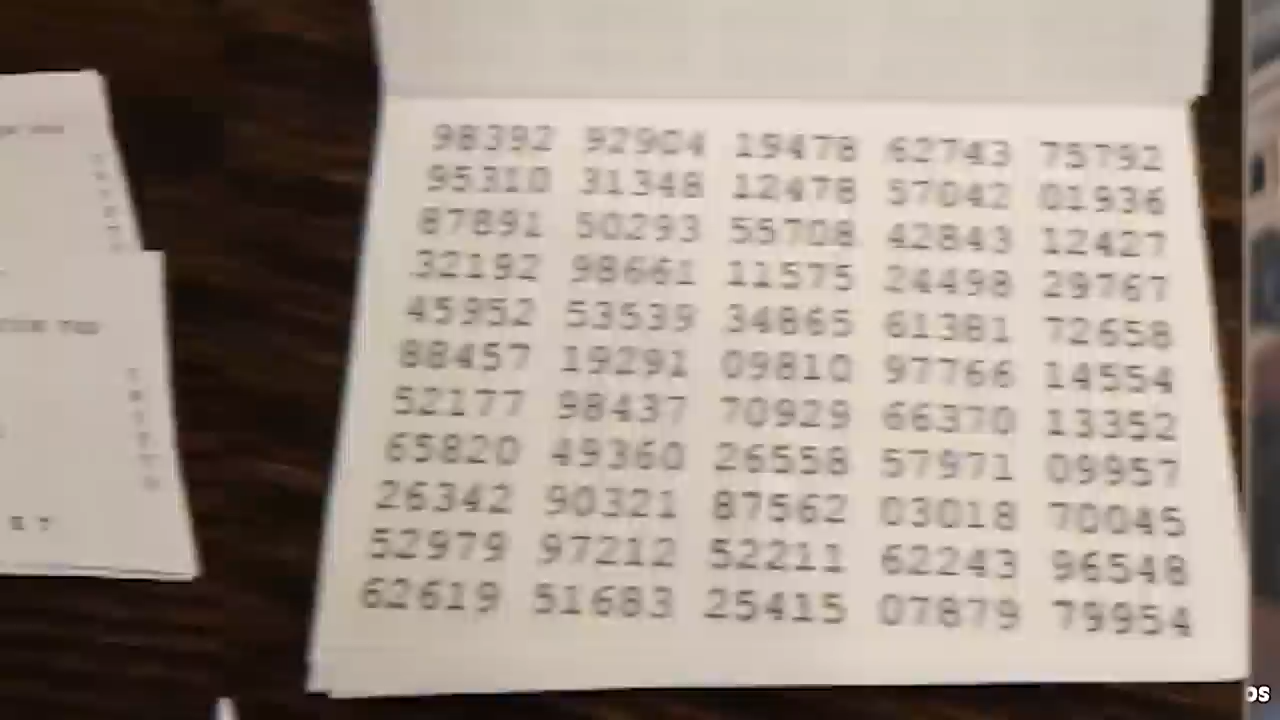 98392 92904 19478 62743 75792
95310 31348 12478 57042 01936
87891 50293 55708 42843 12427
32192 98661 11575 24498 29767
45952 53539 34865 61381 72658
88457 19291 09810 97766 14554
52177 98437 70929 66370 13352
65820 49360 26558 57971 09957
26342 90321 87562 03018 70045
52979 97212 52211 62243 96548
62619 51683 25415 07879 79954